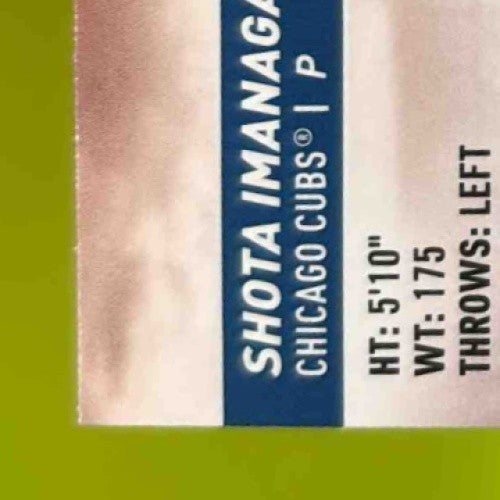 SHOTA IMANAGA
CHICAGO CUBS® | P
HT: 5'10"
WT: 175
THROWS: LEFT